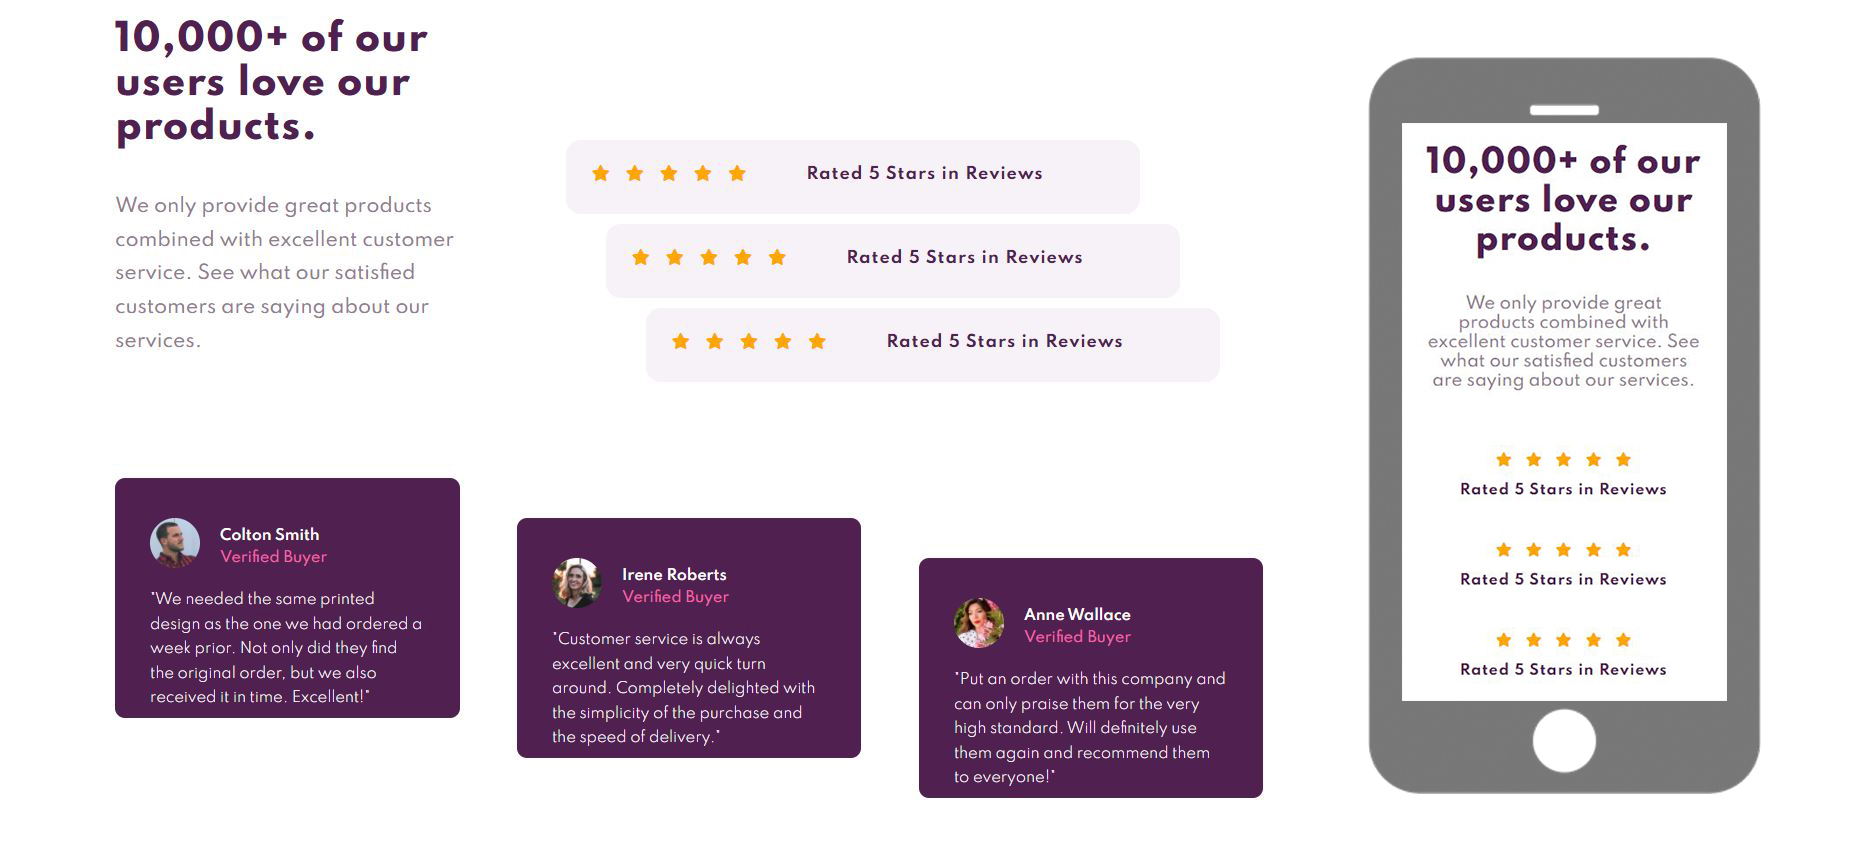 10,000+ of our
users love our
products.
We only provide great products
combined with excellent customer
service. See what our satisfied
customers are saying about our
services.
Rated 5 Stars in Reviews
Rated 5 Stars in Reviews
Rated 5 Stars in Reviews
Colton Smith
Verified Buyer
"We needed the same printed
design as the one we had ordered a
week prior. Not only did they find
the original order, but we also
received it in time. Excellent!"
Irene Roberts
Verified Buyer
"Customer service is always
excellent and very quick turn
around. Completely delighted with
the simplicity of the purchase and
the speed of delivery."
Anne Wallace
Verified Buyer
"Put an order with this company and
can only praise them for the very
high standard. Will definitely use
them again and recommend them
to everyone!"
10,000+ of our
users love our
products.
We only provide great
products combined with
excellent customer service. See
what our satisfied customers
are saying about our services.
Rated 5 Stars in Reviews
Rated 5 Stars in Reviews
Rated 5 Stars in Reviews